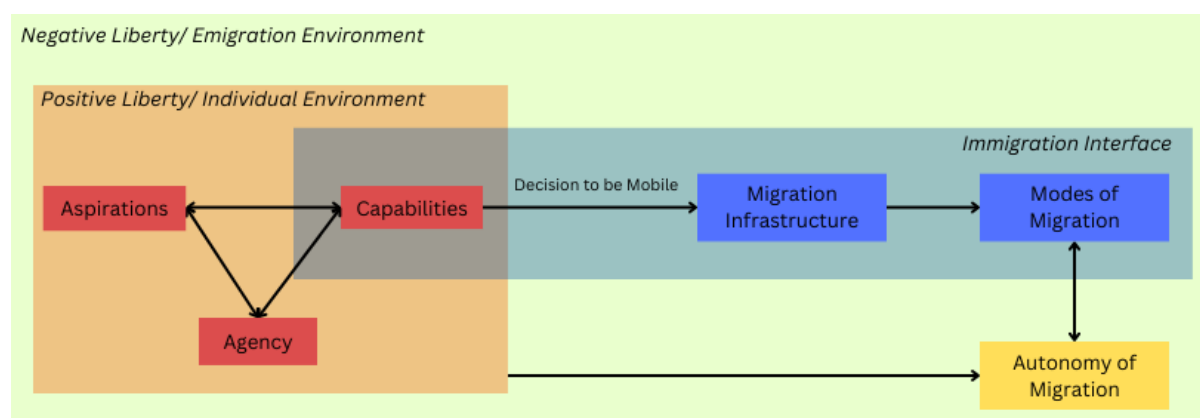 Negative Liberty/ Emigration Environment
Positive Liberty/ Individual Environment
Immigration Interface
Aspirations
Capabilities
Decision to be Mobile
Migration
Infrastructure
Modes of
Migration
Agency
Autonomy of
Migration